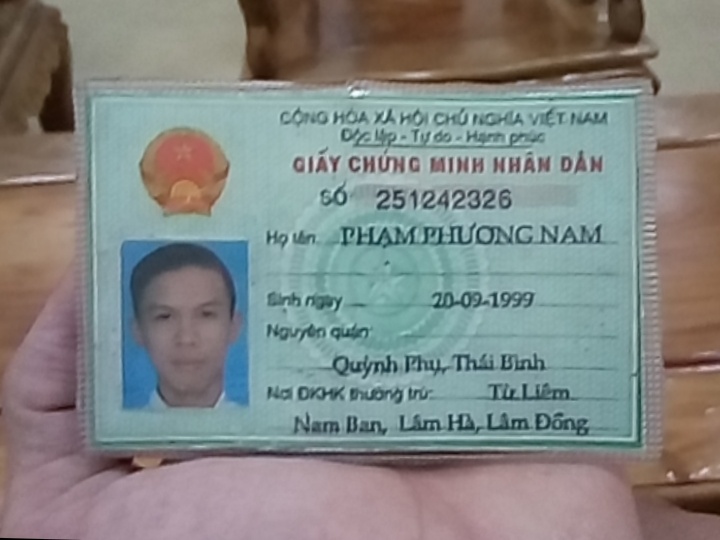 CỘNG HÒA XÃ HỘI CHỦ NGHĨA VIỆT NAM
Độc lập - Tự do - Hạnh phúc
GIẤY CHỨNG MINH NHÂN DÂN
SỐ 251242326
Họ tên PHẠM PHƯƠNG NAM
Sinh ngày 20-09-1999
Nguyên quán:
Quỳnh Phụ, Thái Bình
Nơi ĐKHK thường trú: Từ Liêm
Nam Ban, Lâm Hà, Lâm Đồng